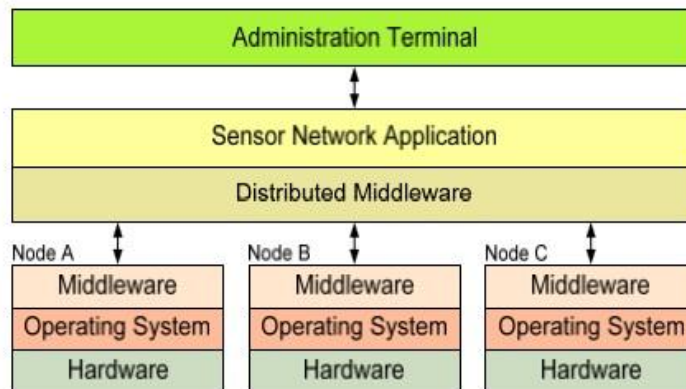 Administration Terminal
Sensor Network Application
Distributed Middleware
Node A
Node B
Node C
Middleware
Middleware
Middleware
Operating System
Operating System
Operating System
Hardware
Hardware
Hardware